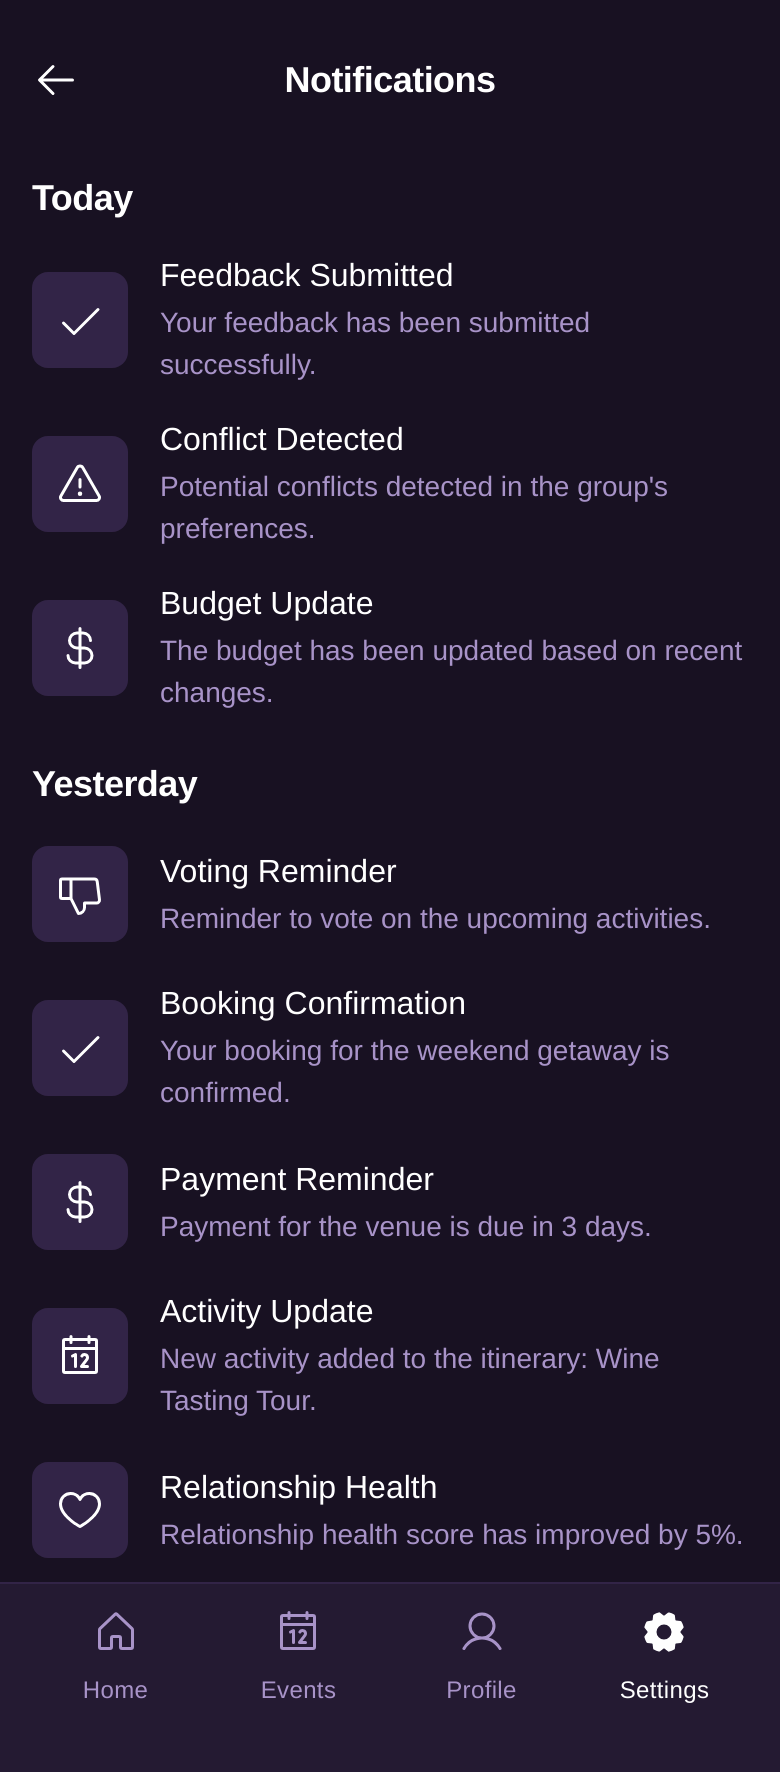 Notifications
Today
Feedback Submitted
Your feedback has been submitted
successfully.
Conflict Detected
Potential conflicts detected in the group's
preferences.
Budget Update
The budget has been updated based on recent
changes.
Yesterday
Voting Reminder
Reminder to vote on the upcoming activities.
Booking Confirmation
Your booking for the weekend getaway is
confirmed.
Payment Reminder
Payment for the venue is due in 3 days.
Activity Update
New activity added to the itinerary: Wine
Tasting Tour.
12
Relationship Health
Relationship health score has improved by 5%.
12
Home Events Profile Settings